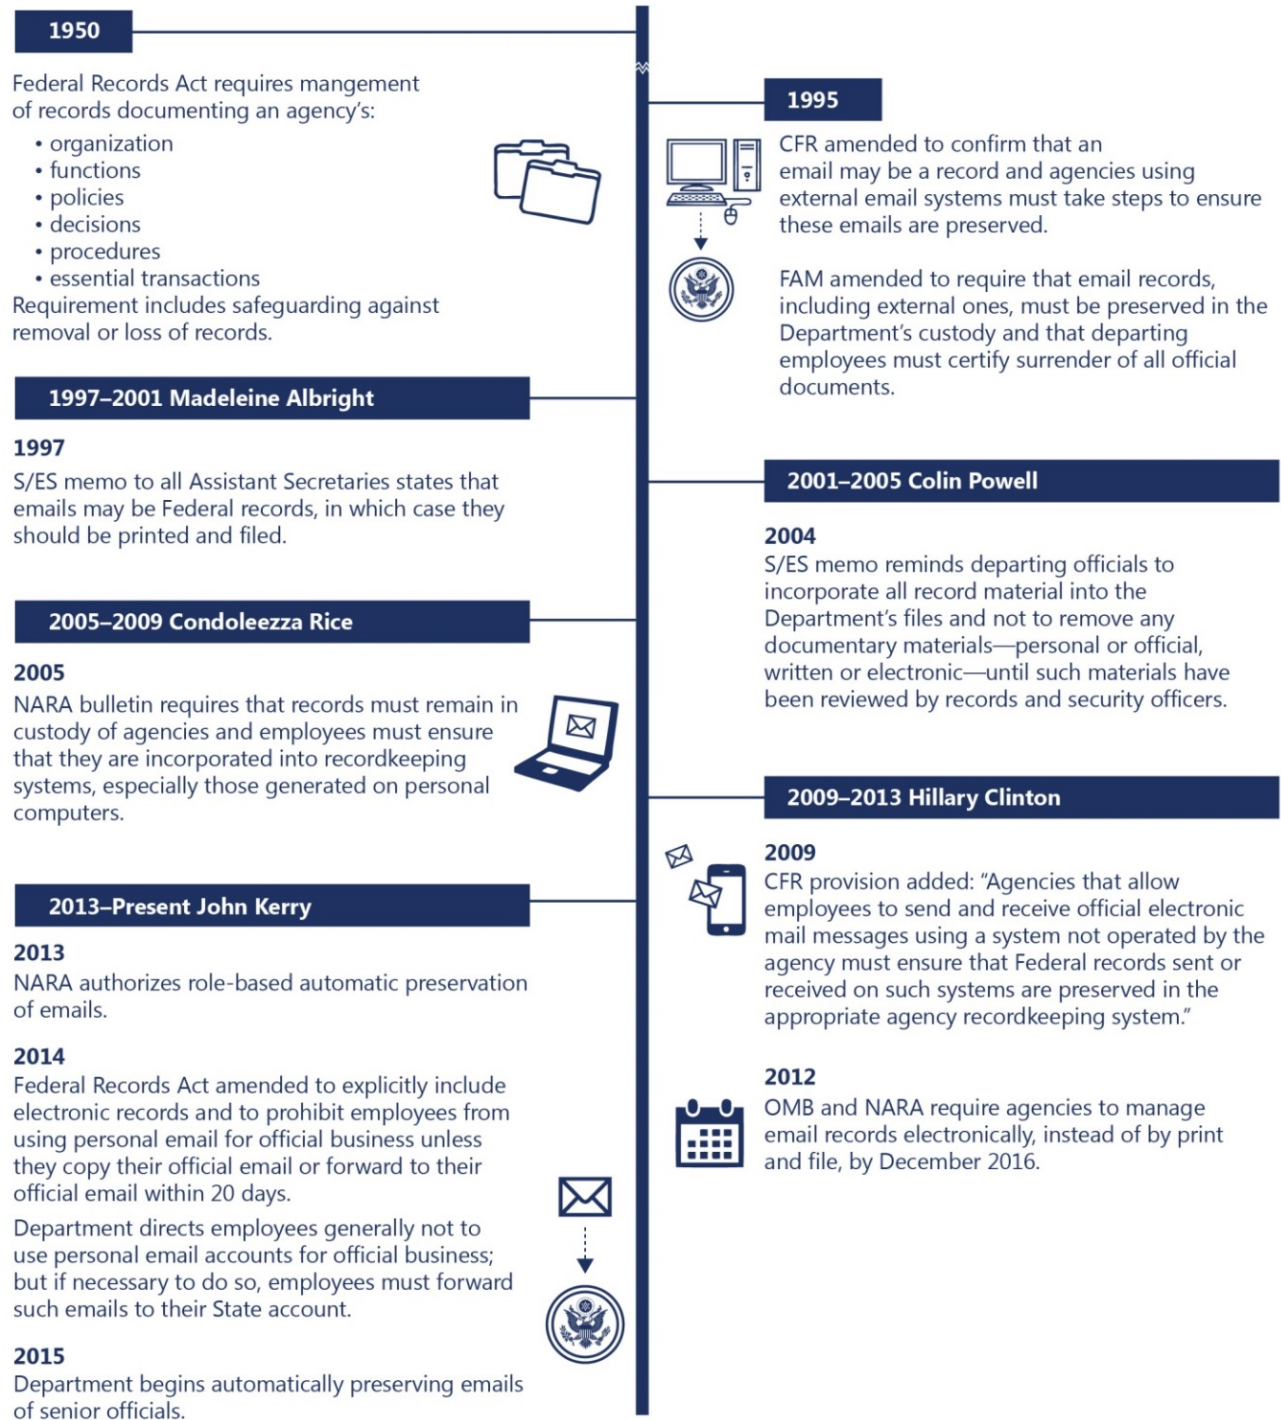 1950
Federal Records Act requires mangement
of records documenting an agency's:
• organization
• functions
• policies
• decisions
• procedures
• essential transactions
Requirement includes safeguarding against
removal or loss of records.
1995
CFR amended to confirm that an
email may be a record and agencies using
external email systems must take steps to ensure
these emails are preserved.
FAM amended to require that email records,
including external ones, must be preserved in the
Department's custody and that departing
employees must certify surrender of all official
documents.
1997–2001 Madeleine Albright
1997
S/ES memo to all Assistant Secretaries states that
emails may be Federal records, in which case they
should be printed and filed.
2001–2005 Colin Powell
2004
S/ES memo reminds departing officials to
incorporate all record material into the
Department's files and not to remove any
documentary materials—personal or official,
written or electronic—until such materials have
been reviewed by records and security officers.
2005–2009 Condoleezza Rice
2005
NARA bulletin requires that records must remain in
custody of agencies and employees must ensure
that they are incorporated into recordkeeping
systems, especially those generated on personal
computers.
2009–2013 Hillary Clinton
2009
CFR provision added: "Agencies that allow
employees to send and receive official electronic
mail messages using a system not operated by the
agency must ensure that Federal records sent or
received on such systems are preserved in the
appropriate agency recordkeeping system."
2012
OMB and NARA require agencies to manage
email records electronically, instead of by print
and file, by December 2016.
2013–Present John Kerry
2013
NARA authorizes role-based automatic preservation
of emails.
2014
Federal Records Act amended to explicitly include
electronic records and to prohibit employees from
using personal email for official business unless
they copy their official email or forward to their
official email within 20 days.
Department directs employees generally not to
use personal email accounts for official business;
but if necessary to do so, employees must forward
such emails to their State account.
2015
Department begins automatically preserving emails
of senior officials.